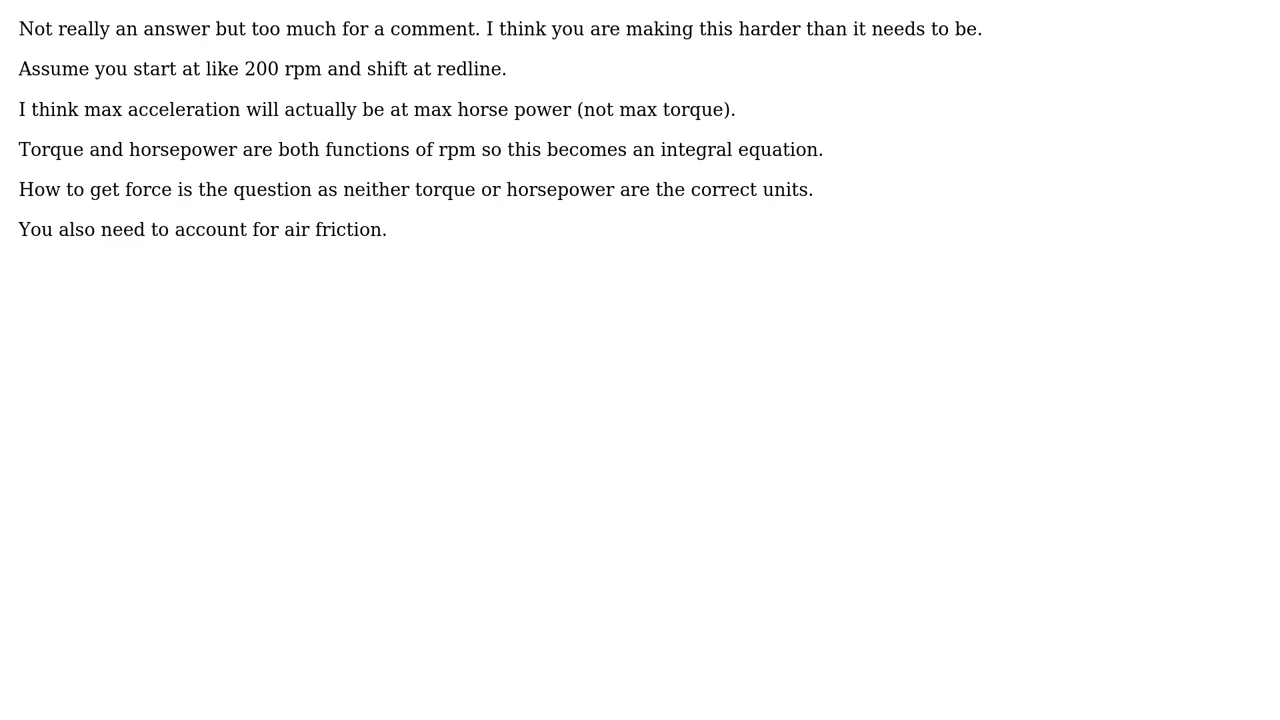 Not really an answer but too much for a comment. I think you are making this harder than it needs to be.
Assume you start at like 200 rpm and shift at redline.
I think max acceleration will actually be at max horse power (not max torque).
Torque and horsepower are both functions of rpm so this becomes an integral equation.
How to get force is the question as neither torque or horsepower are the correct units.
You also need to account for air friction.